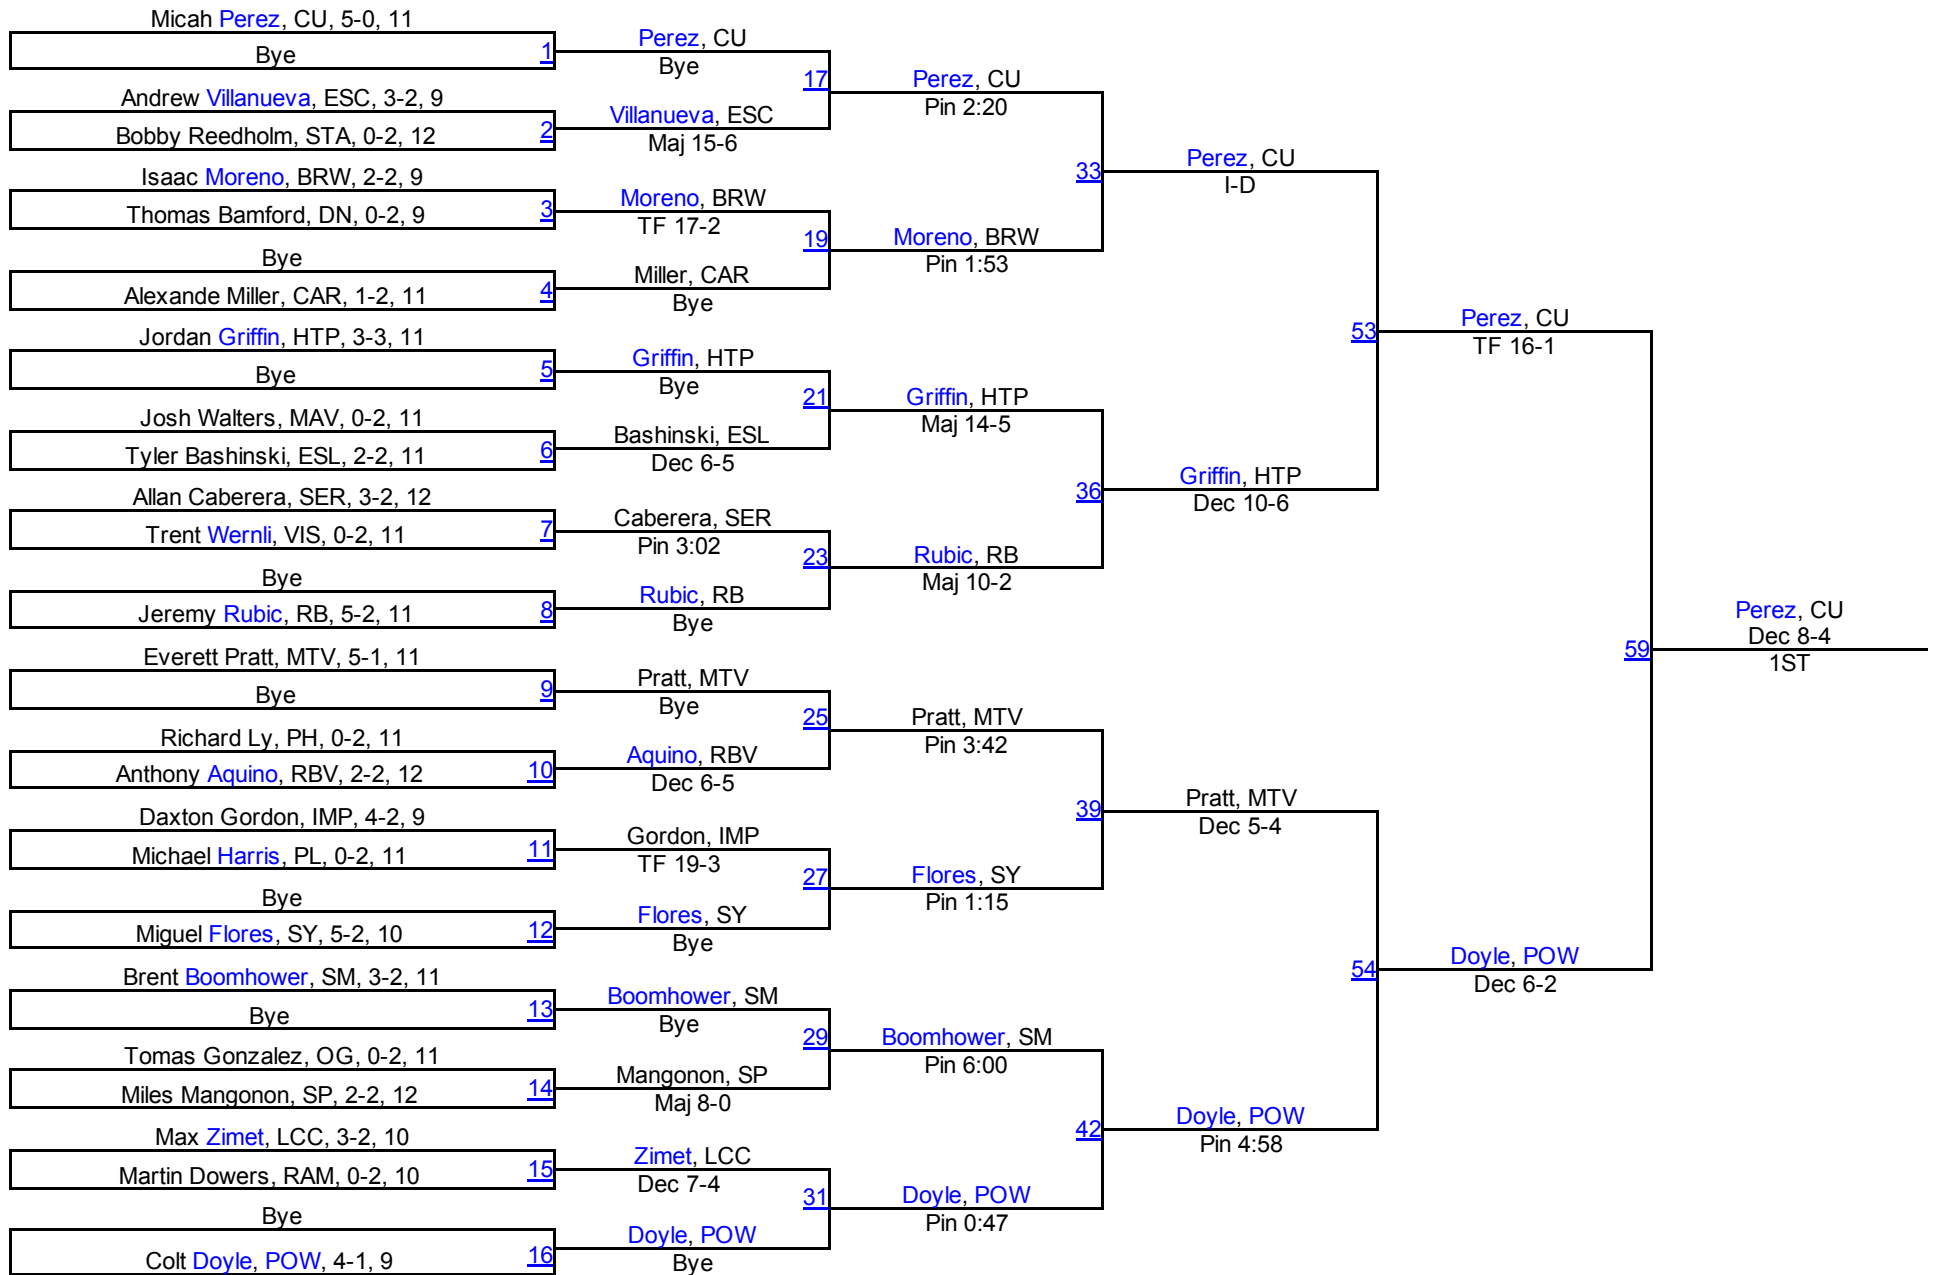 Micah Perez, CU, 5-0, 11
Bye
1
Andrew Villanueva, ESC, 3-2, 9
Bobby Reedholm, STA, 0-2, 12
2
Isaac Moreno, BRW, 2-2, 9
Thomas Bamford, DN, 0-2, 9
3
Bye
Alexande Miller, CAR, 1-2, 11
4
Jordan Griffin, HTP, 3-3, 11
Bye
5
Josh Walters, MAV, 0-2, 11
Tyler Bashinski, ESL, 2-2, 11
6
Allan Caberera, SER, 3-2, 12
Trent Wernli, VIS, 0-2, 11
7
Bye
Jeremy Rubic, RB, 5-2, 11
8
Everett Pratt, MTV, 5-1, 11
Bye
9
Richard Ly, PH, 0-2, 11
Anthony Aquino, RBV, 2-2, 12
10
Daxton Gordon, IMP, 4-2, 9
Michael Harris, PL, 0-2, 11
11
Bye
Miguel Flores, SY, 5-2, 10
12
Brent Boomhower, SM, 3-2, 11
Bye
13
Tomas Gonzalez, OG, 0-2, 11
Miles Mangonon, SP, 2-2, 12
14
Max Zimet, LCC, 3-2, 10
Martin Dowers, RAM, 0-2, 10
15
Bye
Colt Doyle, POW, 4-1, 9
16
Perez, CU
Bye
17
Villanueva, ESC
Maj 15-6
Moreno, BRW
TF 17-2
19
Miller, CAR
Bye
Griffin, HTP
Bye
21
Bashinski, ESL
Dec 6-5
Caberera, SER
Pin 3:02
23
Rubic, RB
Bye
Pratt, MTV
Bye
25
Aquino, RBV
Dec 6-5
Gordon, IMP
TF 19-3
27
Flores, SY
Bye
Boomhower, SM
Bye
29
Mangonon, SP
Maj 8-0
Zimet, LCC
Dec 7-4
31
Doyle, POW
Bye
Perez, CU
Pin 2:20
33
Moreno, BRW
Pin 1:53
Griffin, HTP
Maj 14-5
36
Rubic, RB
Maj 10-2
Pratt, MTV
Pin 3:42
39
Flores, SY
Pin 1:15
Boomhower, SM
Pin 6:00
42
Doyle, POW
Pin 0:47
Perez, CU
I-D
53
Griffin, HTP
Dec 10-6
Pratt, MTV
Dec 5-4
54
Doyle, POW
Pin 4:58
Perez, CU
TF 16-1
59
Doyle, POW
Dec 6-2
Perez, CU
Dec 8-4
1ST